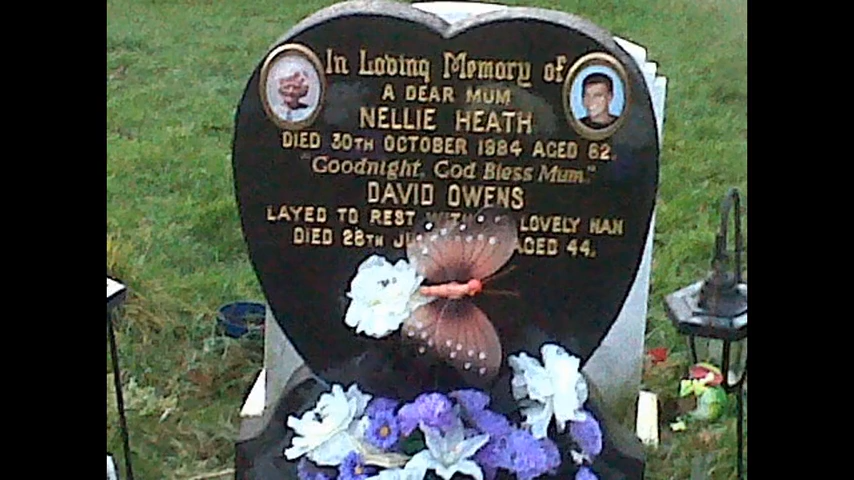 In Loving Memory of
A DEAR MUM
NELLIE HEATH
DIED 30TH OCTOBER 1984 AGED 62.
"Goodnight, God Bless Mum."
DAVID OWENS
LAYED TO REST LOVELY NAN
DIED 28TH AGED 44.